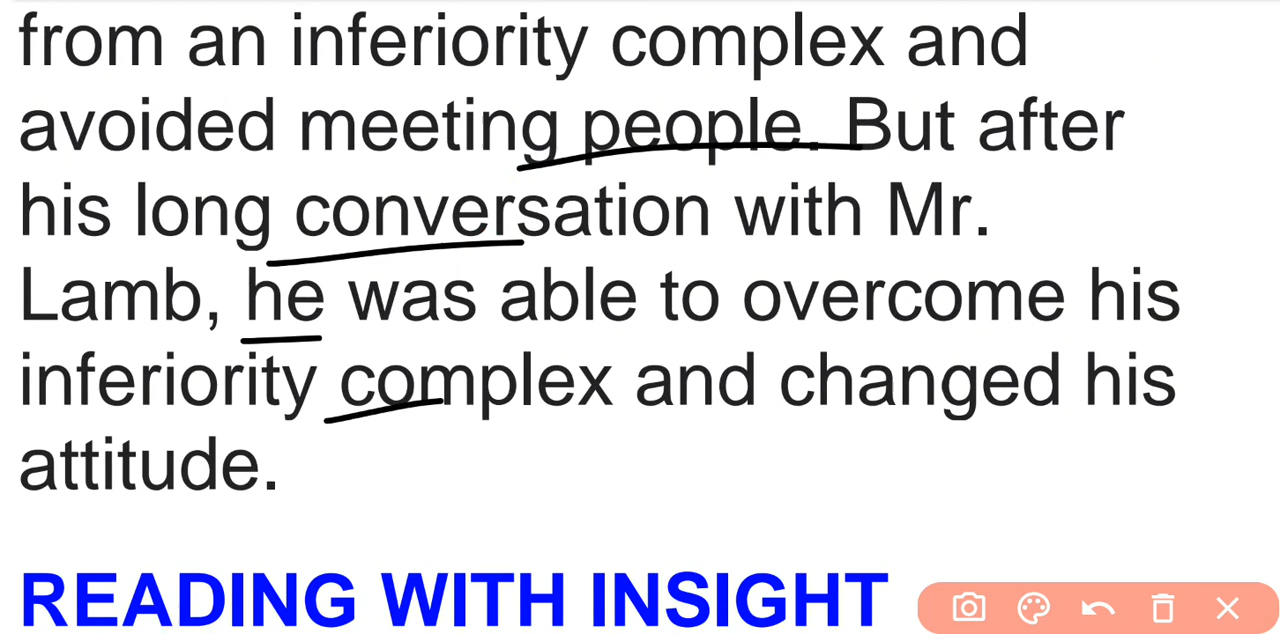 from an inferiority complex and
avoided meeting people. But after
his long conversation with Mr.
Lamb, he was able to overcome his
inferiority complex and changed his
attitude.
READING WITH INSIGHT